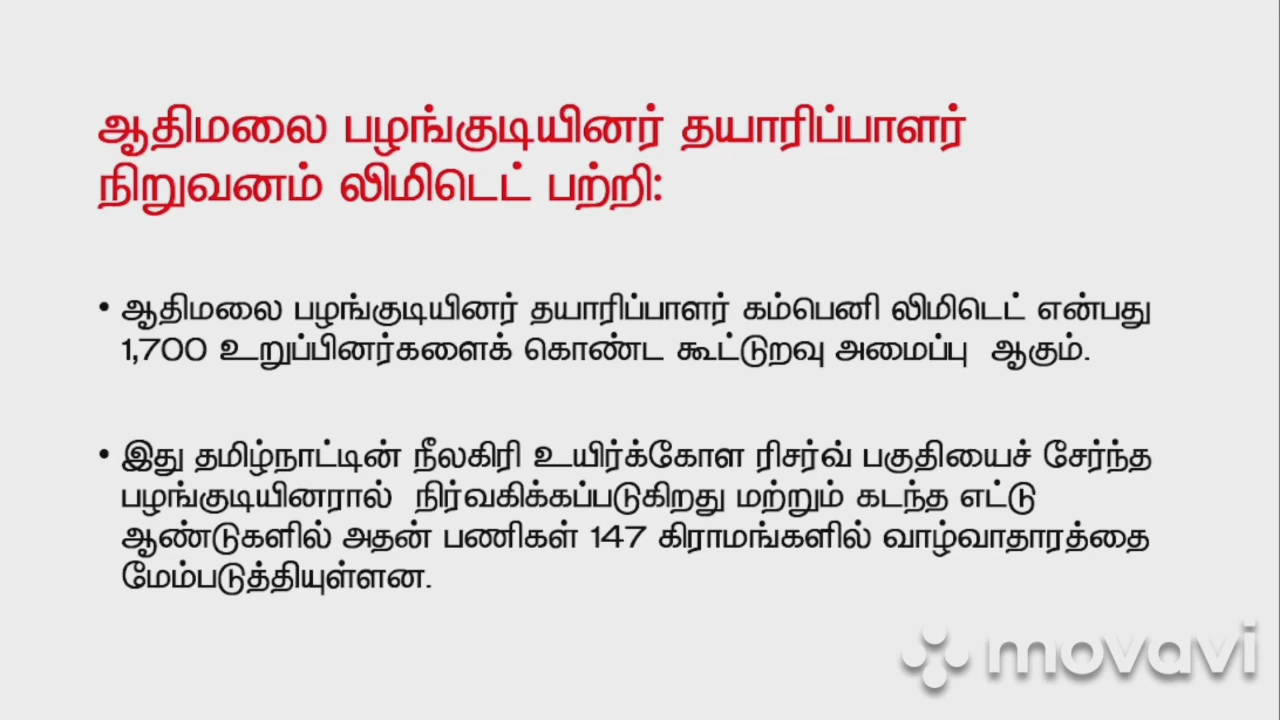 ஆதிமலை பழங்குடியினர் தயாரிப்பாளர்
நிறுவனம் லிமிடெட் பற்றி:
• ஆதிமலை பழங்குடியினர் தயாரிப்பாளர் கம்பெனி லிமிடெட் என்பது
1,700 உறுப்பினர்களைக் கொண்ட கூட்டுறவு அமைப்பு ஆகும்.
• இது தமிழ்நாட்டின் நீலகிரி உயிர்க்கோள ரிசர்வ் பகுதியைச் சேர்ந்த
பழங்குடியினரால் நிர்வகிக்கப்படுகிறது மற்றும் கடந்த எட்டு
ஆண்டுகளில் அதன் பணிகள் 147 கிராமங்களில் வாழ்வாதாரத்தை
மேம்படுத்தியுள்ளன.
movavi